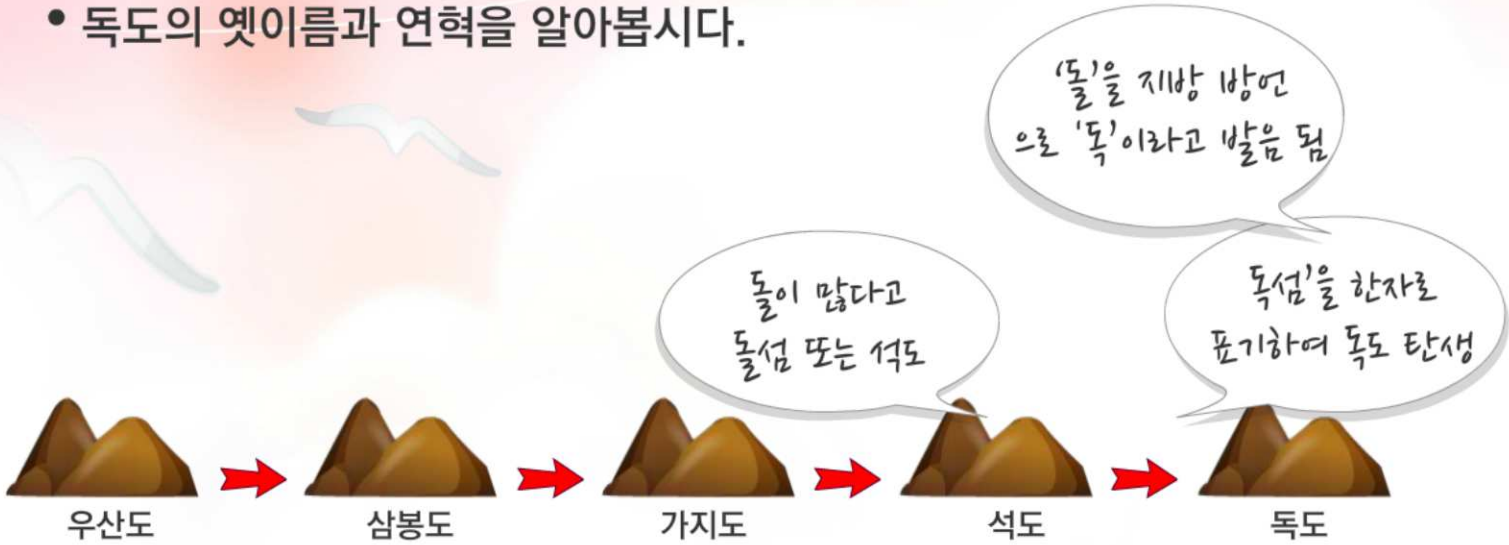 • 독도의 옛이름과 연혁을 알아봅시다.
'돌'을 지방 방언
으로 '독'이라고 발음 됨
돌이 많다고
돌섬 또는 석도
독섬'을 한자로
표기하여 독도 탄생
우산도
삼봉도
가지도
석도
독도